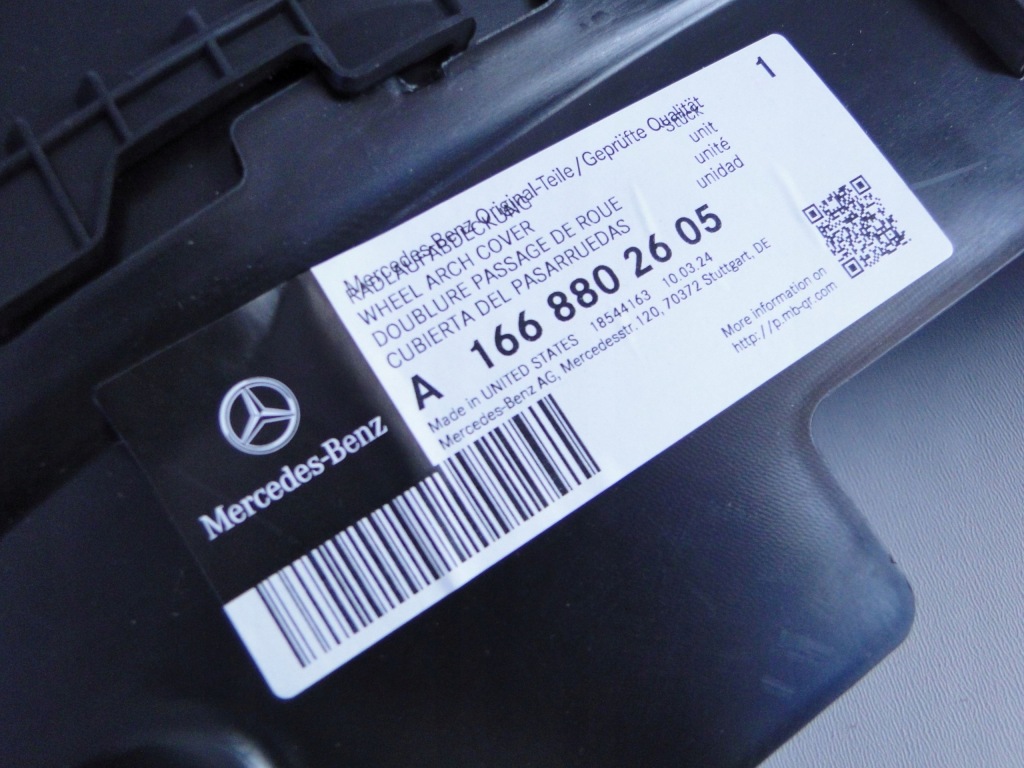 Mercedes-Benz Original-Teile/Geprüfte Qualität
RADLAUFABDECKUNG
WHEEL ARCH COVER
DOUBLURE PASSAGE DE ROUE
CUBIERTA DEL PASARRUEDAS
1
Stück
unit
unité
unidad
A 166 880 26 05
Made in UNITED STATES 18544163 10.03.24
Mercedes-Benz AG, Mercedesstr. 120, 70372 Stuttgart, DE
More information on
http://p.mb-qr.com
Mercedes-Benz